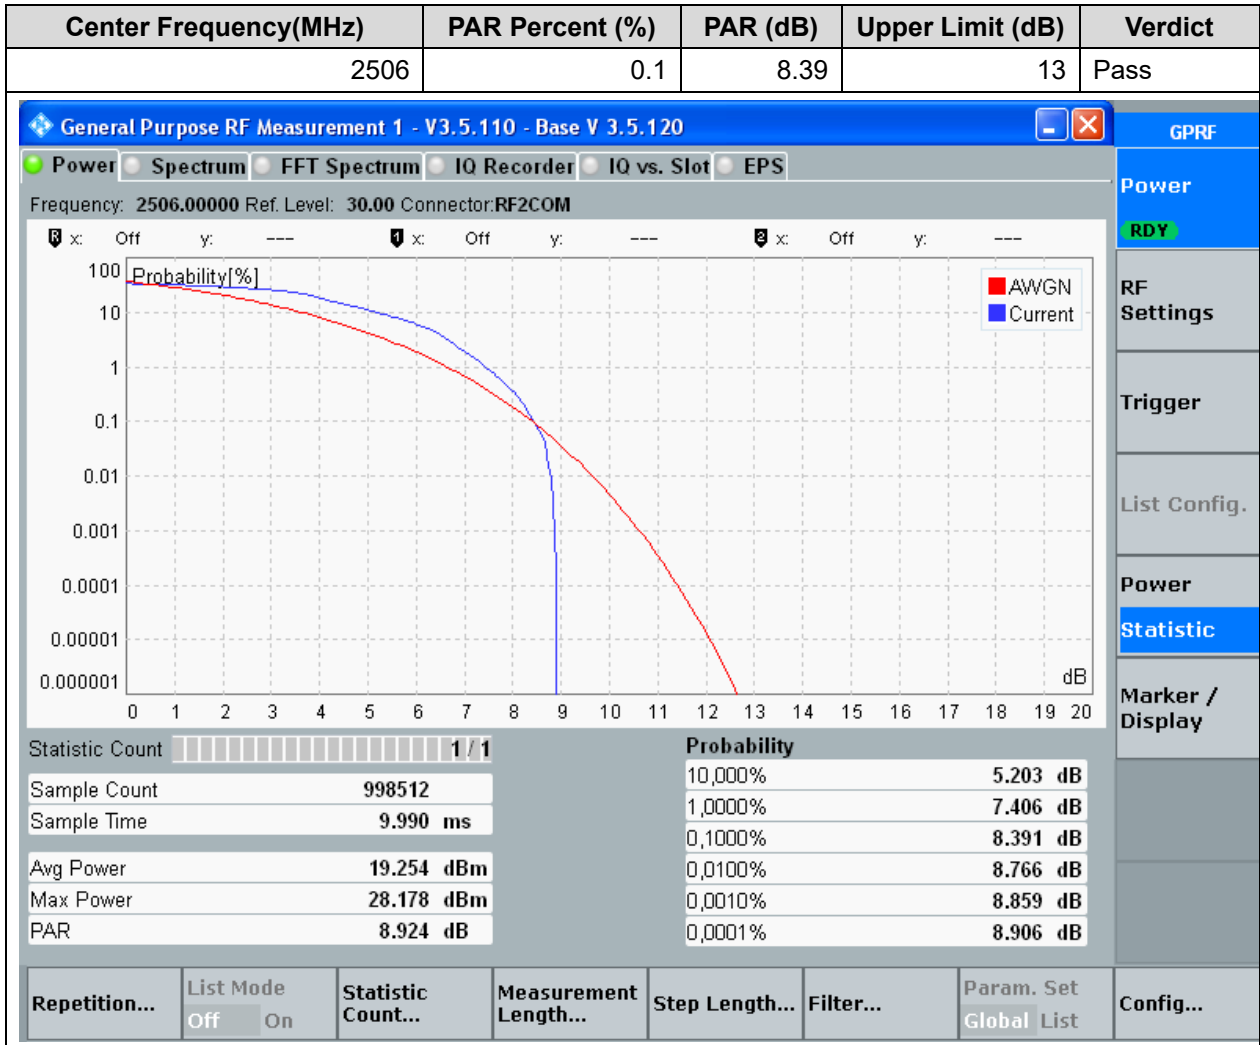 Center Frequency(MHz) PAR Percent (%) PAR (dB) Upper Limit (dB) Verdict
2506 0.1 8.39 13 Pass
General Purpose RF Measurement 1 - V3.5.110 - Base V 3.5.120
GPRF
Power Spectrum FFT Spectrum IQ Recorder IQ vs. Slot EPS
Frequency: 2506.00000 Ref. Level: 30.00 Connector:RF2COM
R x: Off y: --- 1 x: Off y: --- 2 x: Off y: ---
Probability[%]
100
10
1
0.1
0.01
0.001
0.0001
0.00001
0.000001
AWGN
Current
dB
0 1 2 3 4 5 6 7 8 9 10 11 12 13 14 15 16 17 18 19 20
Power
RDY
RF
Settings
Trigger
List Config.
Power
Statistic
Marker /
Display
Statistic Count 1 / 1
Sample Count 998512
Sample Time 9.990 ms
Avg Power 19.254 dBm
Max Power 28.178 dBm
PAR 8.924 dB
Probability
10,000% 5.203 dB
1,0000% 7.406 dB
0,1000% 8.391 dB
0,0100% 8.766 dB
0,0010% 8.859 dB
0,0001% 8.906 dB
Repetition...
List Mode
Off On
Statistic
Count...
Measurement
Length...
Step Length...
Filter...
Param. Set
Global List
Config...